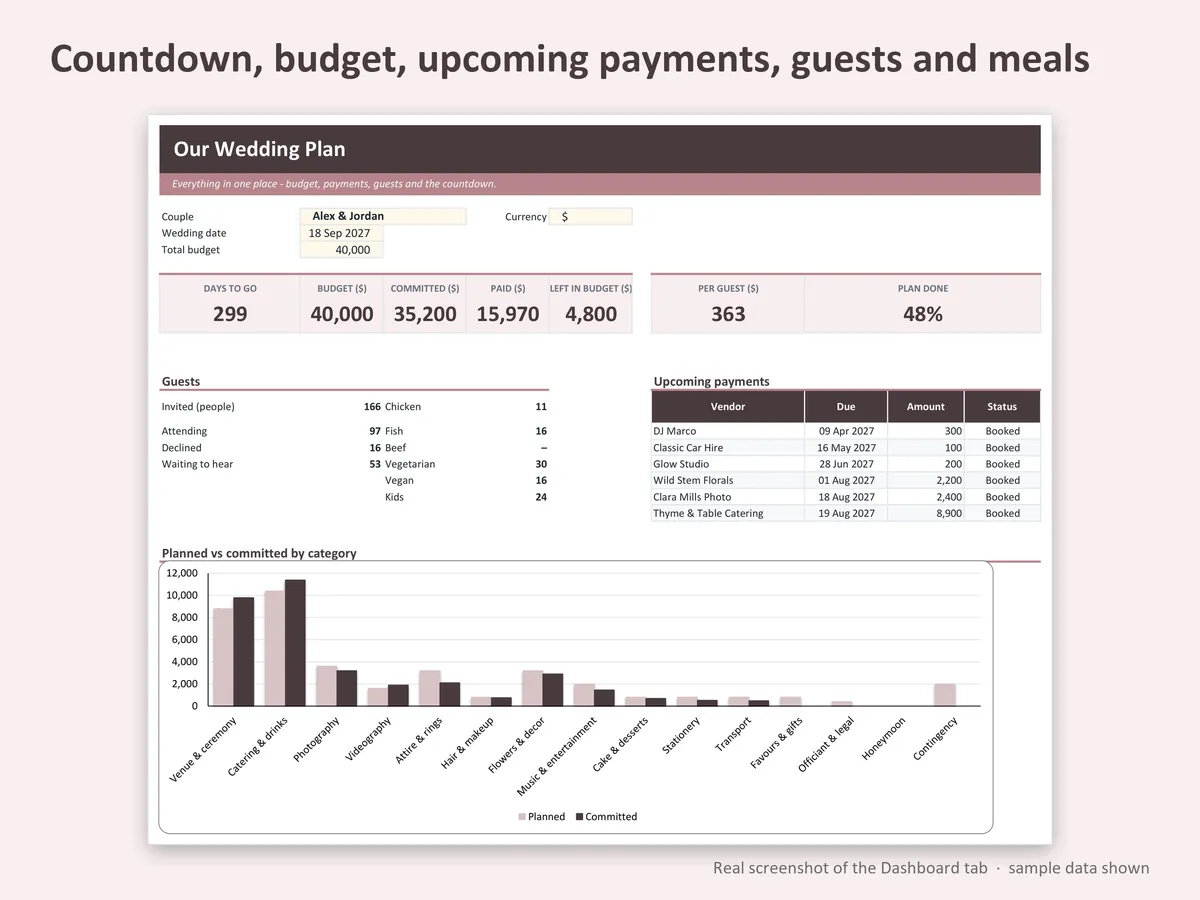 Countdown, budget, upcoming payments, guests and meals
Our Wedding Plan
Everything in one place - budget, payments, guests and the countdown.
Couple Alex & Jordan Currency $
Wedding date 18 Sep 2027
Total budget 40,000
DAYS TO GO BUDGET ($) COMMITTED ($) PAID ($) LEFT IN BUDGET ($) PER GUEST ($) PLAN DONE
299 40,000 35,200 15,970 4,800 363 48%
Guests
Invited (people) 166 Chicken 11
Attending 97 Fish 16
Declined 16 Beef –
Waiting to hear 53 Vegetarian 30
Vegan 16
Kids 24
Upcoming payments
Vendor Due Amount Status
DJ Marco 09 Apr 2027 300 Booked
Classic Car Hire 16 May 2027 100 Booked
Glow Studio 28 Jun 2027 200 Booked
Wild Stem Florals 01 Aug 2027 2,200 Booked
Clara Mills Photo 18 Aug 2027 2,400 Booked
Thyme & Table Catering 19 Aug 2027 8,900 Booked
Planned vs committed by category
12,000
10,000
8,000
6,000
4,000
2,000
0
Venue & ceremony
Catering & drinks
Photography
Videography
Attire & rings
Hair & makeup
Flowers & decor
Music & entertainment
Cake & desserts
Stationery
Transport
Favours & gifts
Officiant & legal
Honeymoon
Contingency
Planned Committed
Real screenshot of the Dashboard tab · sample data shown